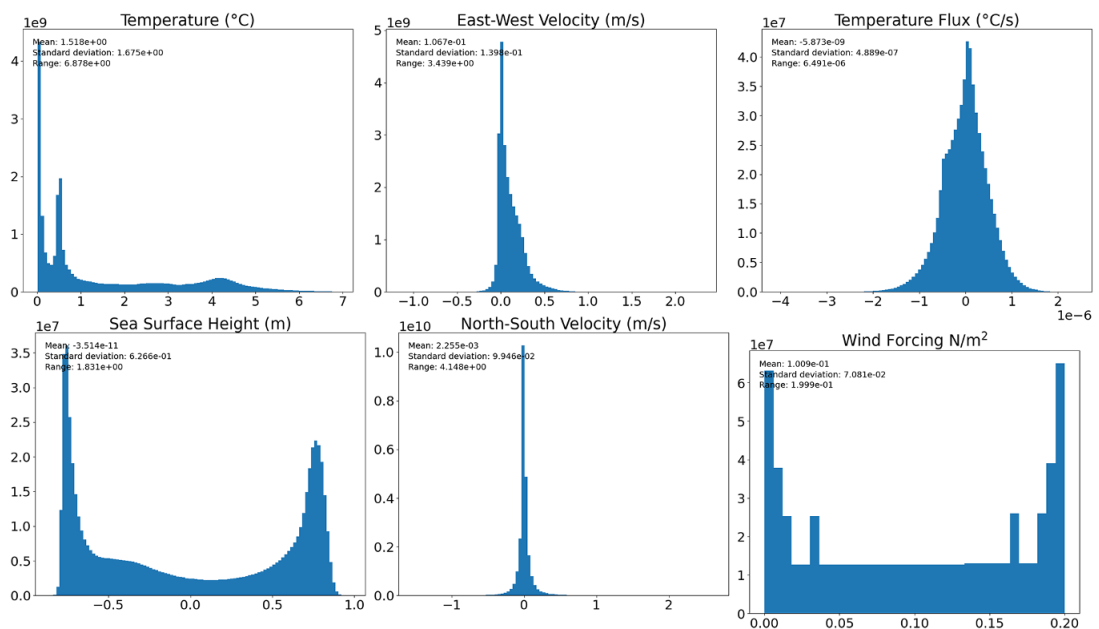 Temperature (°C)
1e9
Mean: 1.518e+00
Standard deviation: 1.675e+00
Range: 6.878e+00
4
3
2
1
0
0 1 2 3 4 5 6 7
East-West Velocity (m/s)
1e9
Mean: 1.067e-01
Standard deviation: 1.398e-01
Range: 3.439e+00
5
4
3
2
1
0
−1.0 −0.5 0.0 0.5 1.0 1.5 2.0
Temperature Flux (°C/s)
1e7
Mean: -5.873e-09
Standard deviation: 4.889e-07
Range: 6.491e-06
4.0
3.5
3.0
2.5
2.0
1.5
1.0
0.5
0.0
−4 −3 −2 −1 0 1 2
1e−6
Sea Surface Height (m)
1e7
Mean: -3.514e-11
Standard deviation: 6.266e-01
Range: 1.831e+00
3.5
3.0
2.5
2.0
1.5
1.0
0.5
0.0
−0.5 0.0 0.5 1.0
North-South Velocity (m/s)
1e10
Mean: 2.255e-03
Standard deviation: 9.946e-02
Range: 4.148e+00
1.0
0.8
0.6
0.4
0.2
0.0
−1 0 1 2
Wind Forcing N/m²
1e7
Mean: 1.009e-01
Standard deviation: 7.081e-02
Range: 1.999e-01
6
5
4
3
2
1
0
0.00 0.05 0.10 0.15 0.20